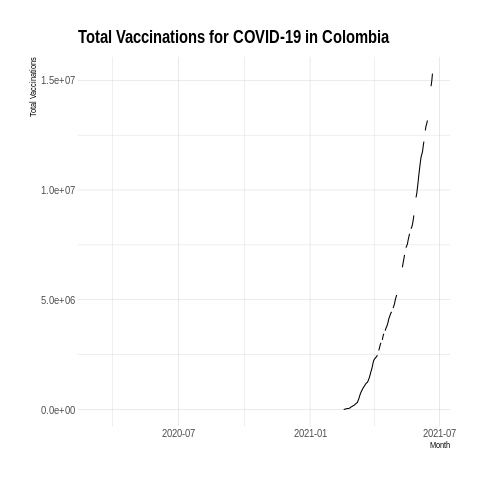 Total Vaccinations for COVID-19 in Colombia
Total Vaccinations
1.5e+07
1.0e+07
5.0e+06
0.0e+00
2020-07
2021-01
2021-07
Month